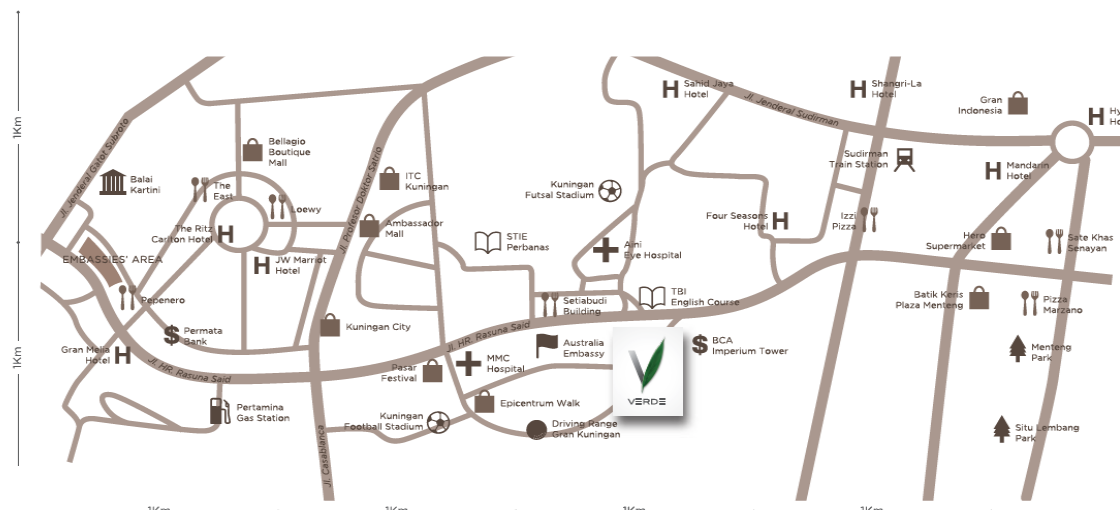 Sahid Jaya
Hotel
Shangri-La
Hotel
Gran
Indonesia
Jl. Jenderal Sudirman
1Km
Jl. Jenderal Gatot Subroto
Bellagio
Boutique
Mall
Jl. Profesor Doktor Satrio
Sudirman
Train Station
Mandarin
Hotel
Balai
Kartini
The
East
ITC
Kuningan
Kuningan
Futsal Stadium
Loewy
Ambassador
Mall
Four Seasons
Hotel
Izzi
Pizza
The Ritz
Carlton Hotel
STIE
Perbanas
Aini
Eye Hospital
Hero
Supermarket
Sate Khas
Senayan
EMBASSIES' AREA
JW Marriot
Hotel
Pepenero
Setiabudi
Building
TBI
English Course
Batik Keris
Plaza Menteng
Pizza
Marzano
Permata
Bank
Kuningan City
Jl. HR. Rasuna Said
Australia
Embassy
BCA
Imperium Tower
1Km
Gran Melia
Hotel
Jl. HR. Rasuna Said
Pasar
Festival
MMC
Hospital
Menteng
Park
VERDE
Pertamina
Gas Station
Epicentrum Walk
Kuningan
Football Stadium
Driving Range
Gran Kuningan
Situ Lembang
Park
Jl. Casablanca
1Km
1Km
1Km
1Km